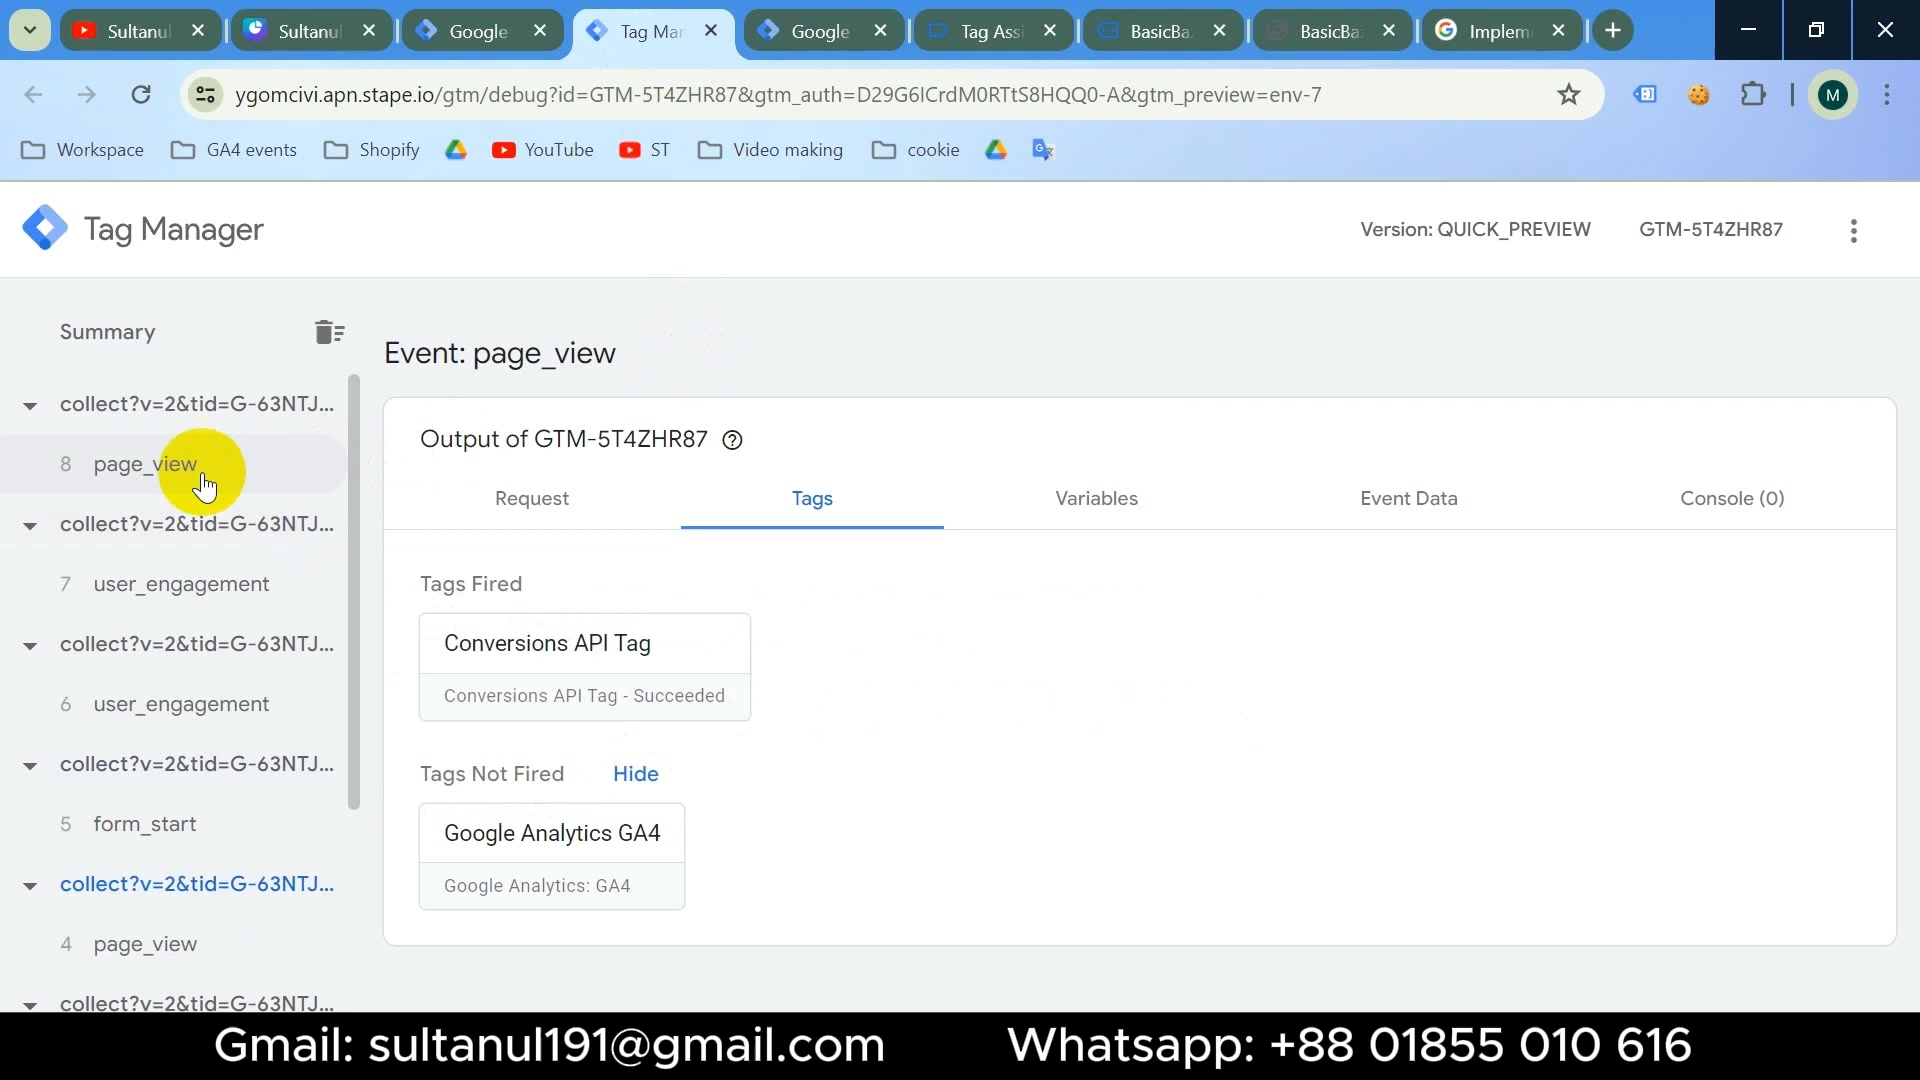 Sultanul
Sultanul
Google
Tag Mar
Google
Tag Assi
BasicBa
BasicBa
Implem
ygomcivi.apn.stape.io/gtm/debug?id=GTM-5T4ZHR87&gtm_auth=D29G6ICrdM0RTtS8HQQ0-A&gtm_preview=env-7
M
Workspace
GA4 events
Shopify
YouTube
ST
Video making
cookie
Tag Manager
Version: QUICK_PREVIEW
GTM-5T4ZHR87
Summary
collect?v=2&tid=G-63NTJ...
8 page_view
collect?v=2&tid=G-63NTJ...
7 user_engagement
collect?v=2&tid=G-63NTJ...
6 user_engagement
collect?v=2&tid=G-63NTJ...
5 form_start
collect?v=2&tid=G-63NTJ...
4 page_view
collect?v=2&tid=G-63NTJ...
Event: page_view
Output of GTM-5T4ZHR87
Request
Tags
Variables
Event Data
Console (0)
Tags Fired
Conversions API Tag
Conversions API Tag - Succeeded
Tags Not Fired Hide
Google Analytics GA4
Google Analytics: GA4
Gmail: sultanul191@gmail.com
Whatsapp: +88 01855 010 616